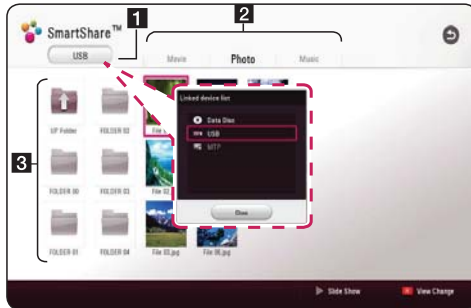 2
1
SmartShare™
USB
Movie
Photo
Music
Linked device list
Data Disc
USB
MTP
Close
3
UP Folder
FOLDER 02
FOLDER 00
FOLDER 03
File 02.
FOLDER 01
FOLDER 04
File 05.jpg
File 06.jpg
Slide Show
View Change